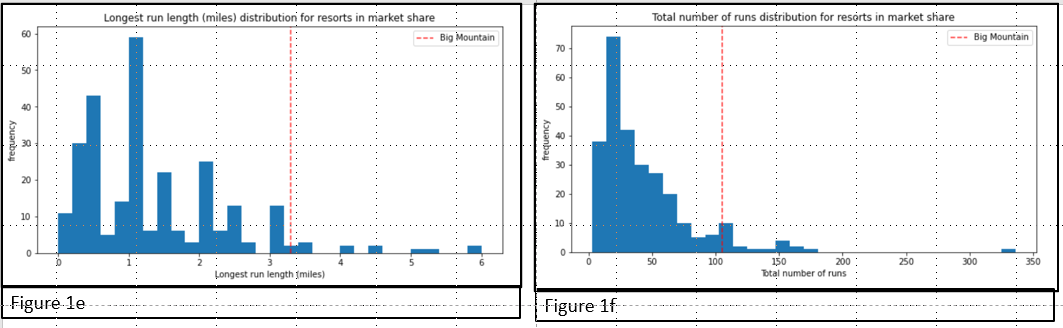 Longest run length (miles) distribution for resorts in market share
Big Mountain
60
50
40
30
20
10
0
frequency
0 1 2 3 4 5 6
Longest run length (miles)
Figure 1e
Total number of runs distribution for resorts in market share
Big Mountain
70
60
50
40
30
20
10
0
frequency
0 50 100 150 200 250 300 350
Total number of runs
Figure 1f